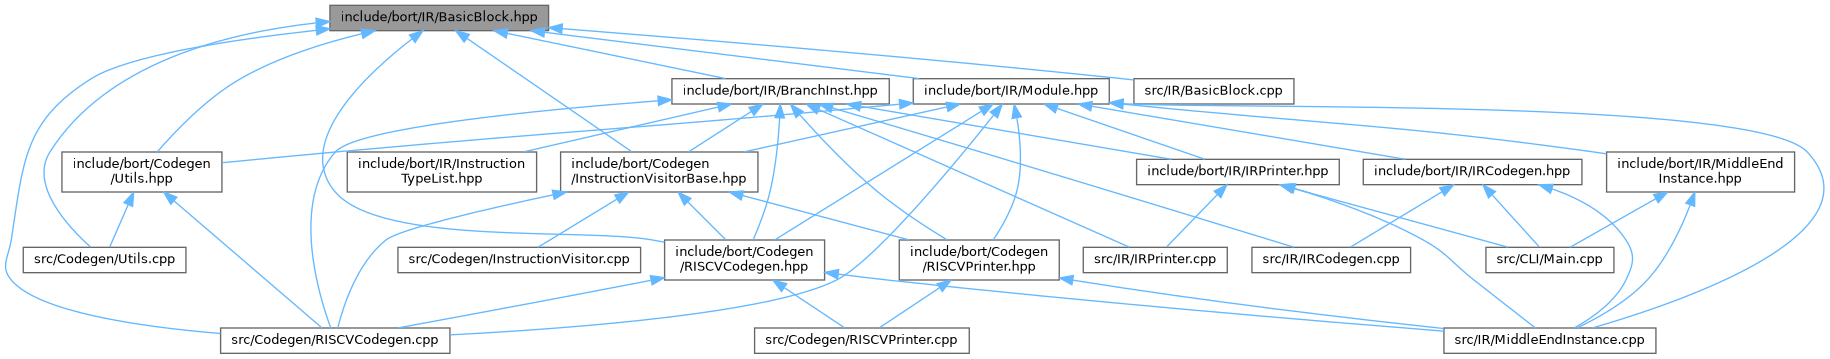 include/bort/IR/BasicBlock.hpp
include/bort/IR/BranchInst.hpp
include/bort/IR/Module.hpp
src/IR/BasicBlock.cpp
include/bort/Codegen
/Utils.hpp
include/bort/IR/Instruction
TypeList.hpp
include/bort/Codegen
/InstructionVisitorBase.hpp
include/bort/IR/IRPrinter.hpp
include/bort/IR/IRCodegen.hpp
include/bort/IR/MiddleEnd
Instance.hpp
src/Codegen/Utils.cpp
src/Codegen/InstructionVisitor.cpp
include/bort/Codegen
/RISCVCodegen.hpp
include/bort/Codegen
/RISCVPrinter.hpp
src/IR/IRPrinter.cpp
src/IR/IRCodegen.cpp
src/CLI/Main.cpp
src/Codegen/RISCVCodegen.cpp
src/Codegen/RISCVPrinter.cpp
src/IR/MiddleEndInstance.cpp